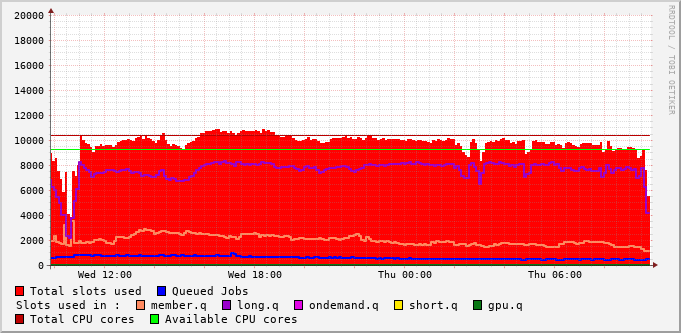 20000
18000
16000
14000
12000
10000
8000
6000
4000
2000
0
Wed 12:00 Wed 18:00 Thu 00:00 Thu 06:00
RRDTOOL / TOBI OETIKER
Total slots used Queued Jobs
Slots used in : member.q long.q ondemand.q short.q gpu.q
Total CPU cores Available CPU cores